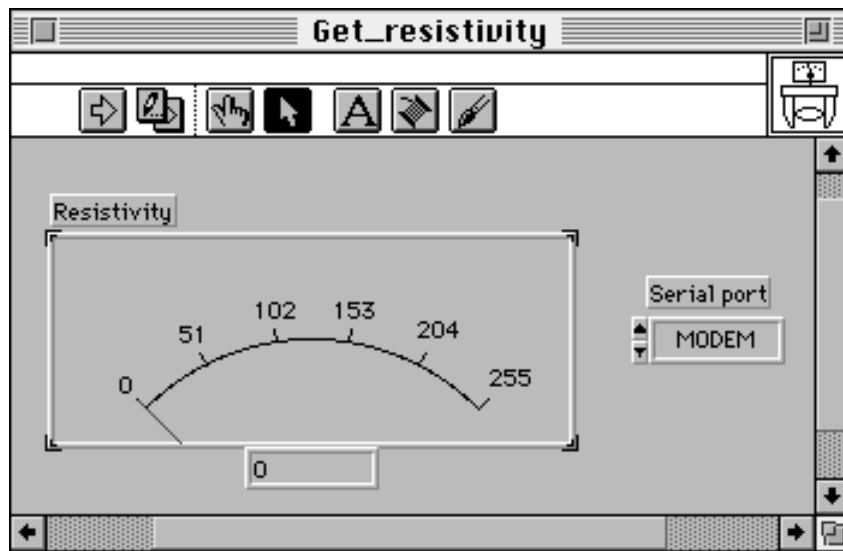 Get_resistivity
A
Resistivity
0
51
102
153
204
255
0
Serial port
MODEM